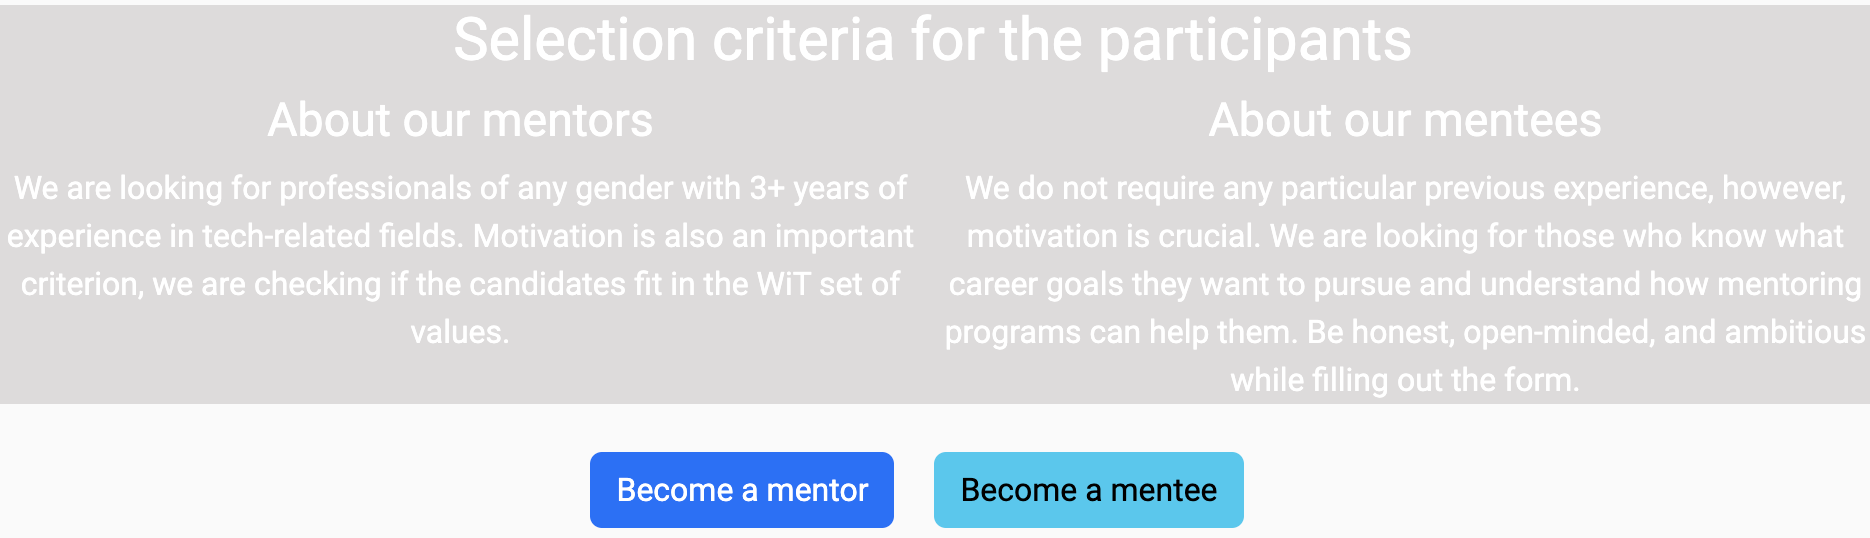 Selection criteria for the participants
About our mentors
We are looking for professionals of any gender with 3+ years of
experience in tech-related fields. Motivation is also an important
criterion, we are checking if the candidates fit in the WiT set of
values.
About our mentees
We do not require any particular previous experience, however,
motivation is crucial. We are looking for those who know what
career goals they want to pursue and understand how mentoring
programs can help them. Be honest, open-minded, and ambitious
while filling out the form.
Become a mentor
Become a mentee